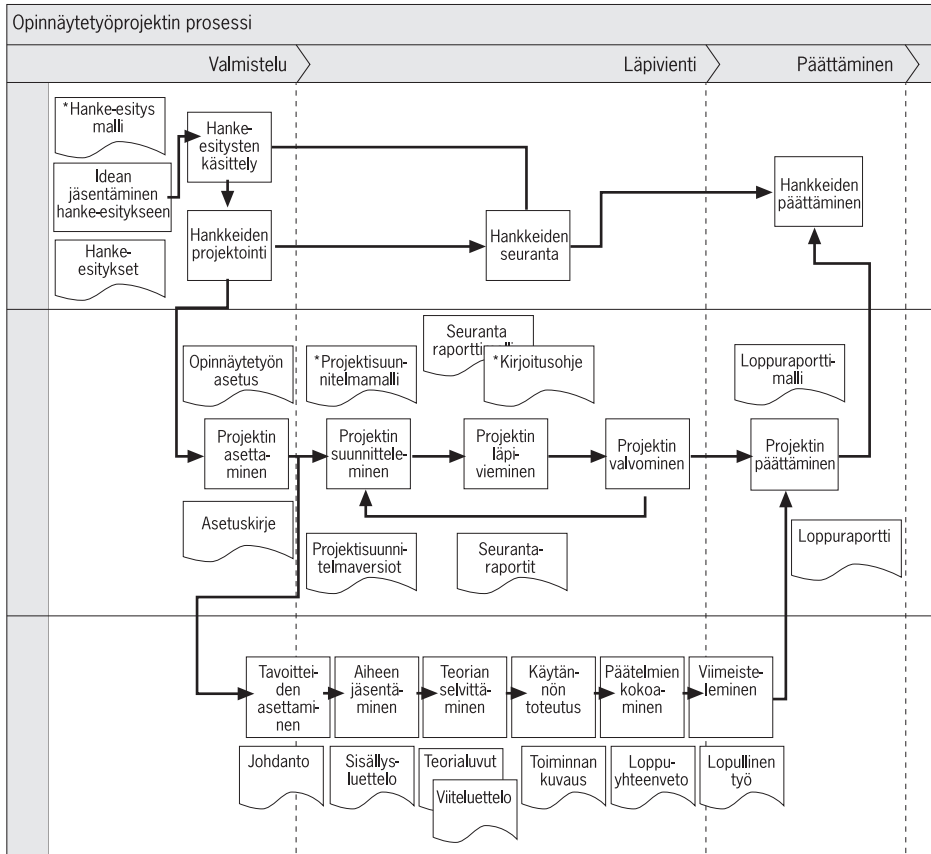 Opinnäytetyöprojektin prosessi
Valmistelu
Läpivienti
Päättäminen
*Hanke-esitys
malli
Idean
jäsentäminen
hanke-esitykseen
Hanke-
esitykset
Hanke-
esitysten
käsittely
Hankkeiden
projektointi
Hankkeiden
seuranta
Hankkeiden
päättäminen
Opinnäytetyön
asetus
*Projektisuun-
nitelmamalli
Seuranta
raporttimalli
*Kirjoitusohje
Loppuraportti-
malli
Projektin
asetta-
minen
Projektin
suunnittele-
minen
Projektin
läpi-
vieminen
Projektin
valvominen
Projektin
päättäminen
Asetuskirje
Projektisuunn-
itelmaversiot
Seuranta-
raportit
Loppuraportti
Tavoittei-
den
asettami-
nen
Aiheen
jäsentä-
minen
Teorian
selvittä-
minen
Käytän-
nön
toteutus
Päätelmien
kokoa-
minen
Viimeiste-
leminen
Johdanto
Sisällys-
luettelo
Teorialuvut
Viiteluettelo
Toiminnan
kuvaus
Loppu-
yhteenveto
Lopullinen
työ